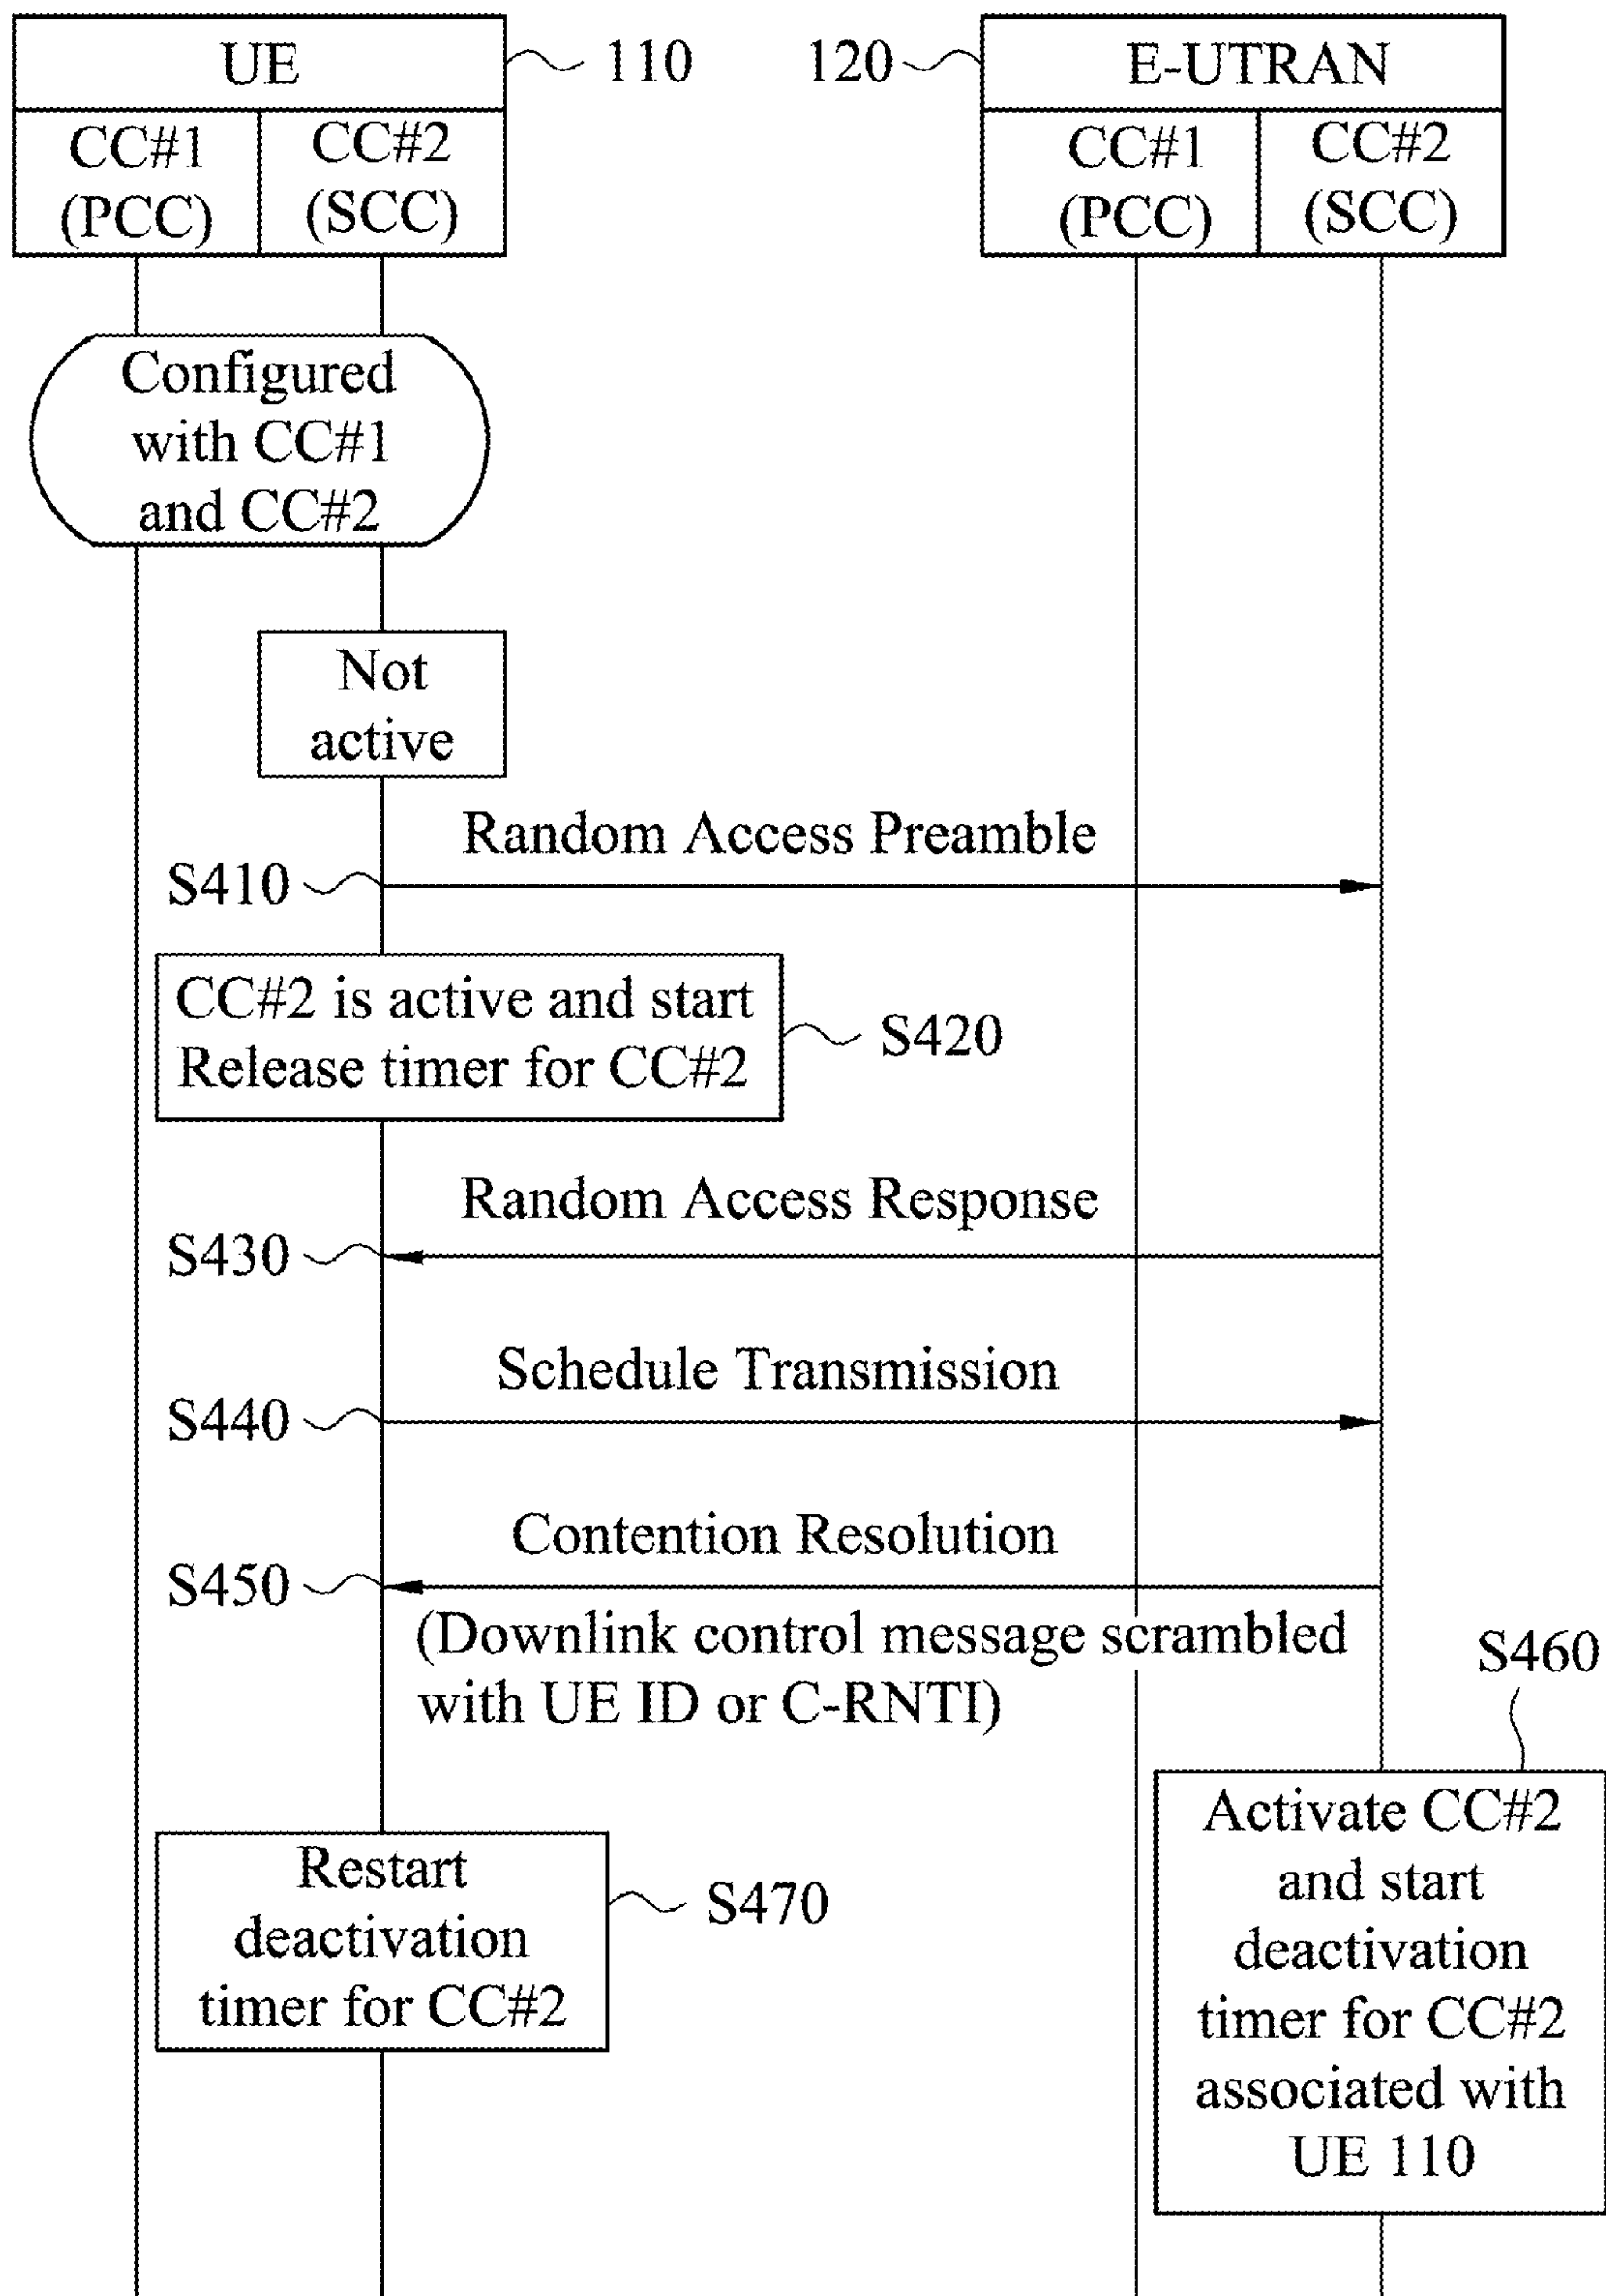 UE
110
120
E-UTRAN
CC#1
(PCC)
CC#2
(SCC)
CC#1
(PCC)
CC#2
(SCC)
Configured
with CC#1
and CC#2
Not
active
Random Access Preamble
S410
CC#2 is active and start
Release timer for CC#2
S420
Random Access Response
S430
Schedule Transmission
S440
Contention Resolution
S450
(Downlink control message scrambled
with UE ID or C-RNTI)
S460
Activate CC#2
and start
deactivation
timer for CC#2
associated with
UE 110
Restart
deactivation
timer for CC#2
S470